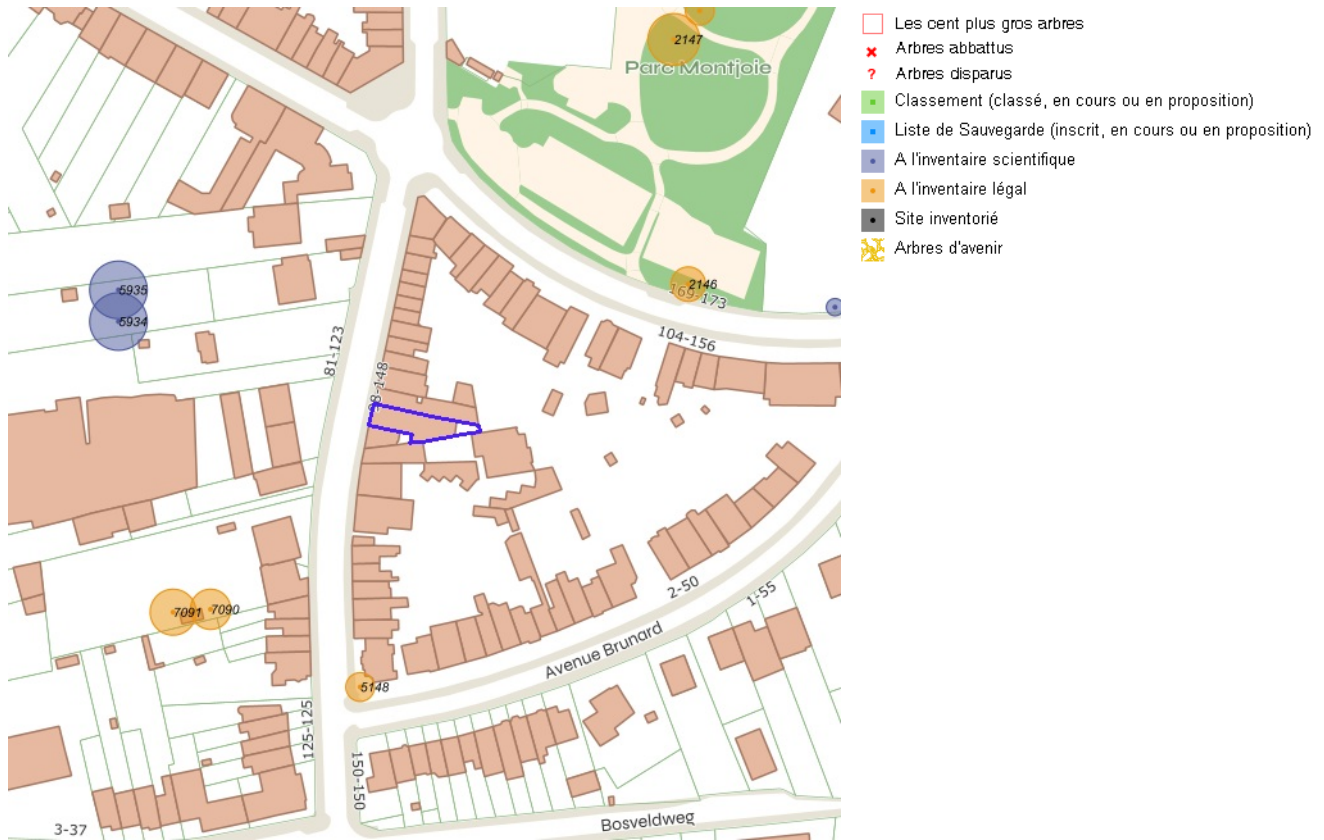 2147
Parc Montjoie
5935
5934
2146
169-173
104-156
81-123
-148
7091
7090
2-50
1-55
Avenue Brunard
5148
125-125
150-150
3-37
Bosveldweg
Les cent plus gros arbres
Arbres abbattus
? Arbres disparus
Classement (classé, en cours ou en proposition)
Liste de Sauvegarde (inscrit, en cours ou en proposition)
A l'inventaire scientifique
A l'inventaire légal
Site inventorié
Arbres d'avenir